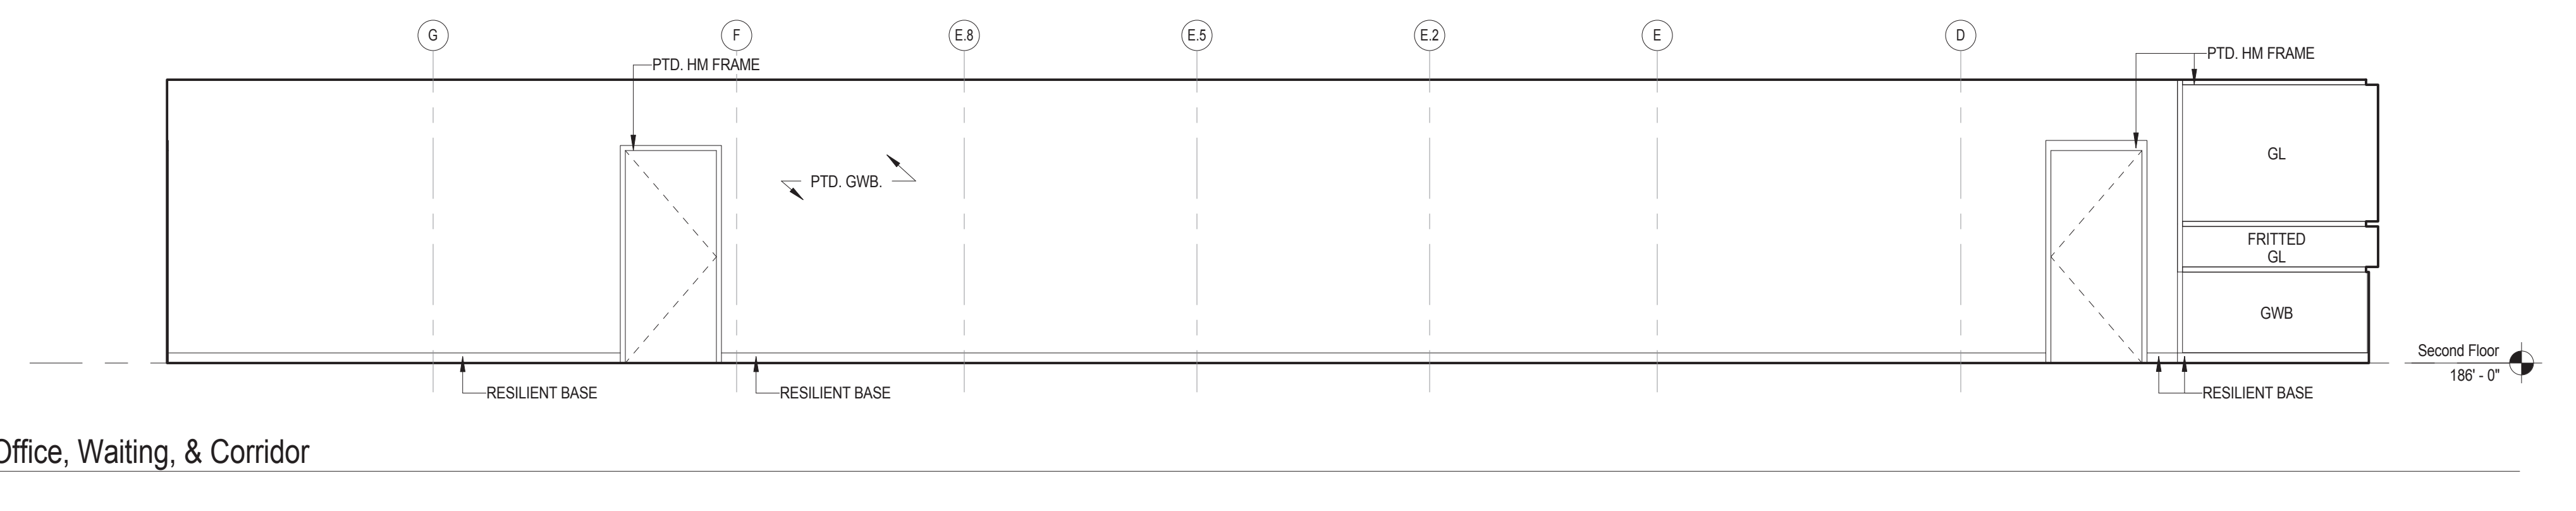 G F E.8 E.5 E.2 E D
PTD. HM FRAME
PTD. HM FRAME
PTD. GWB.
GL
FRITTED
GL
GWB
Second Floor
186' - 0"
RESILIENT BASE
RESILIENT BASE
RESILIENT BASE
Office, Waiting, & Corridor